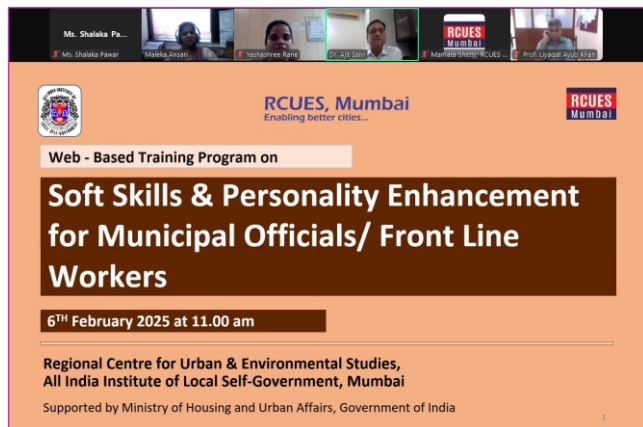 Ms. Shalaka Pa...
RCUES
Mumbai
Ms. Shalaka Pawar
Maleka Ansari
Yashashree Rane
Dr. Ajit Salvi
Mamala Shetty, RCUES ...
Prof. Liyaqat Ayub Khan
RCUES, Mumbai
Enabling better cities...
RCUES
Mumbai
Web - Based Training Program on
Soft Skills & Personality Enhancement
for Municipal Officials/ Front Line
Workers
6TH February 2025 at 11.00 am
Regional Centre for Urban & Environmental Studies,
All India Institute of Local Self-Government, Mumbai
Supported by Ministry of Housing and Urban Affairs, Government of India
1